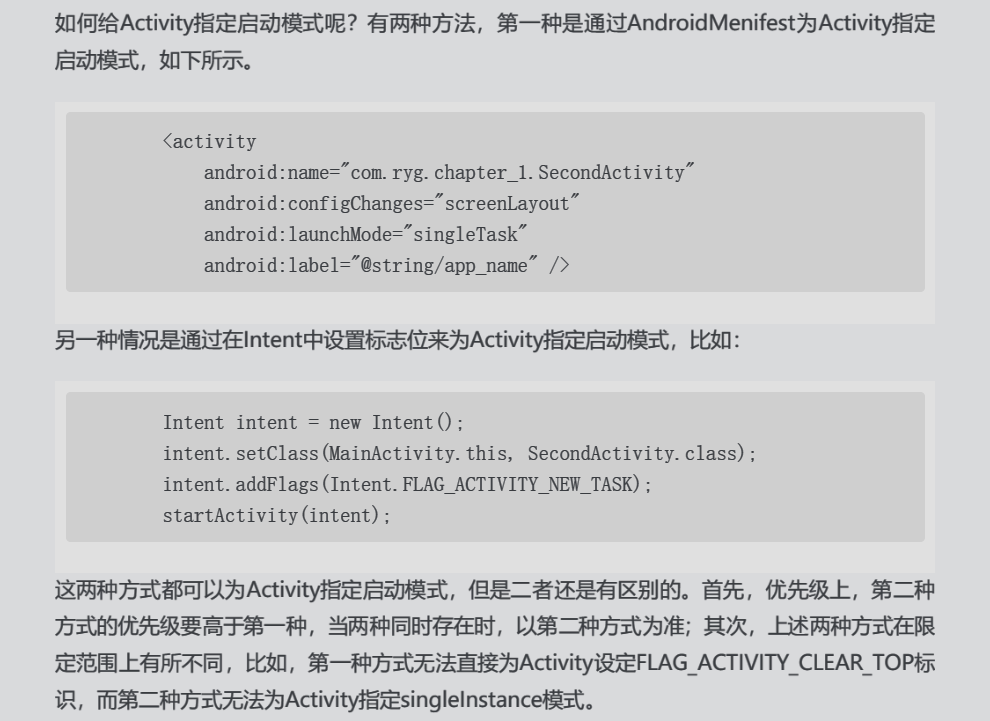 如何给Activity指定启动模式呢？有两种方法，第一种是通过AndroidMenifest为Activity指定
启动模式，如下所示。
<activity
android:name="com.ryg.chapter_1.SecondActivity"
android:configChanges="screenLayout"
android:launchMode="singleTask"
android:label="@string/app_name" />
另一种情况是通过在Intent中设置标志位来为Activity指定启动模式，比如：
Intent intent = new Intent();
intent.setClass(MainActivity.this, SecondActivity.class);
intent.addFlags(Intent.FLAG_ACTIVITY_NEW_TASK);
startActivity(intent);
这两种方式都可以为Activity指定启动模式，但是二者还是有区别的。首先，优先级上，第二种
方式的优先级要高于第一种，当两种同时存在时，以第二种方式为准；其次，上述两种方式在限
定范围上有所不同，比如，第一种方式无法直接为Activity设定FLAG_ACTIVITY_CLEAR_TOP标
识，而第二种方式无法为Activity指定singleInstance模式。